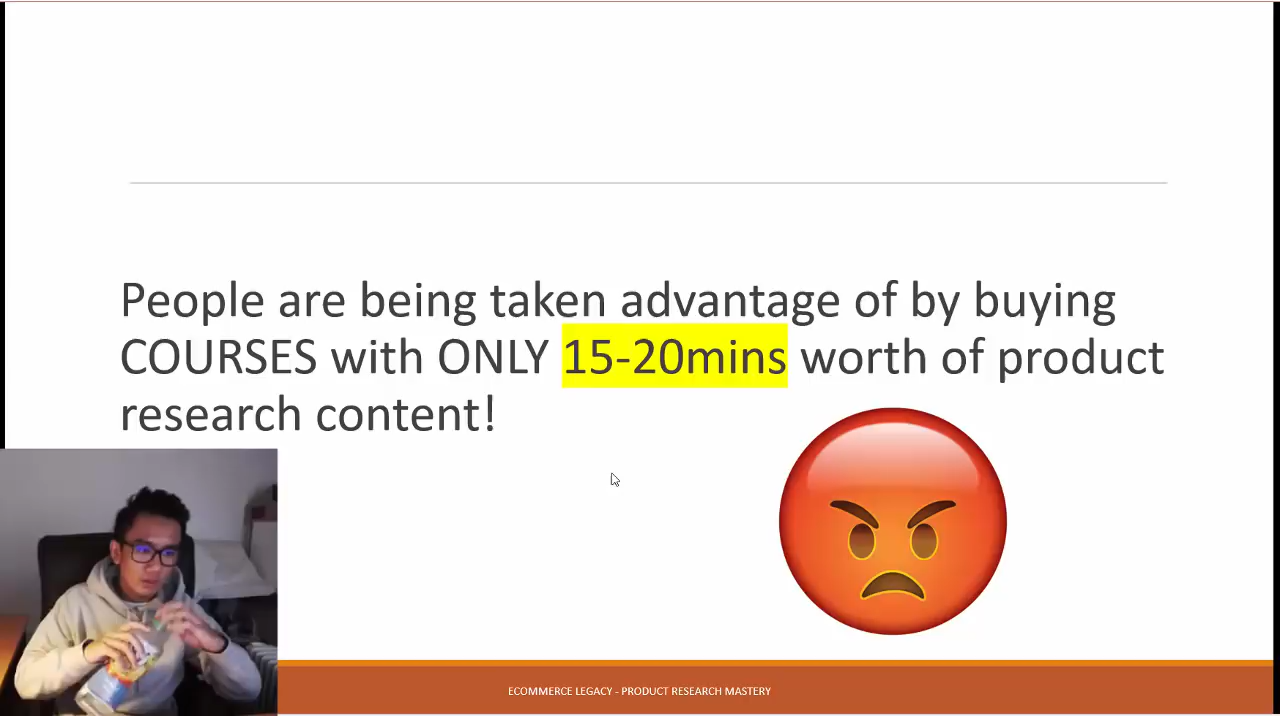 People are being taken advantage of by buying
COURSES with ONLY 15-20mins worth of product
research content!
ECOMMERCE LEGACY - PRODUCT RESEARCH MASTERY